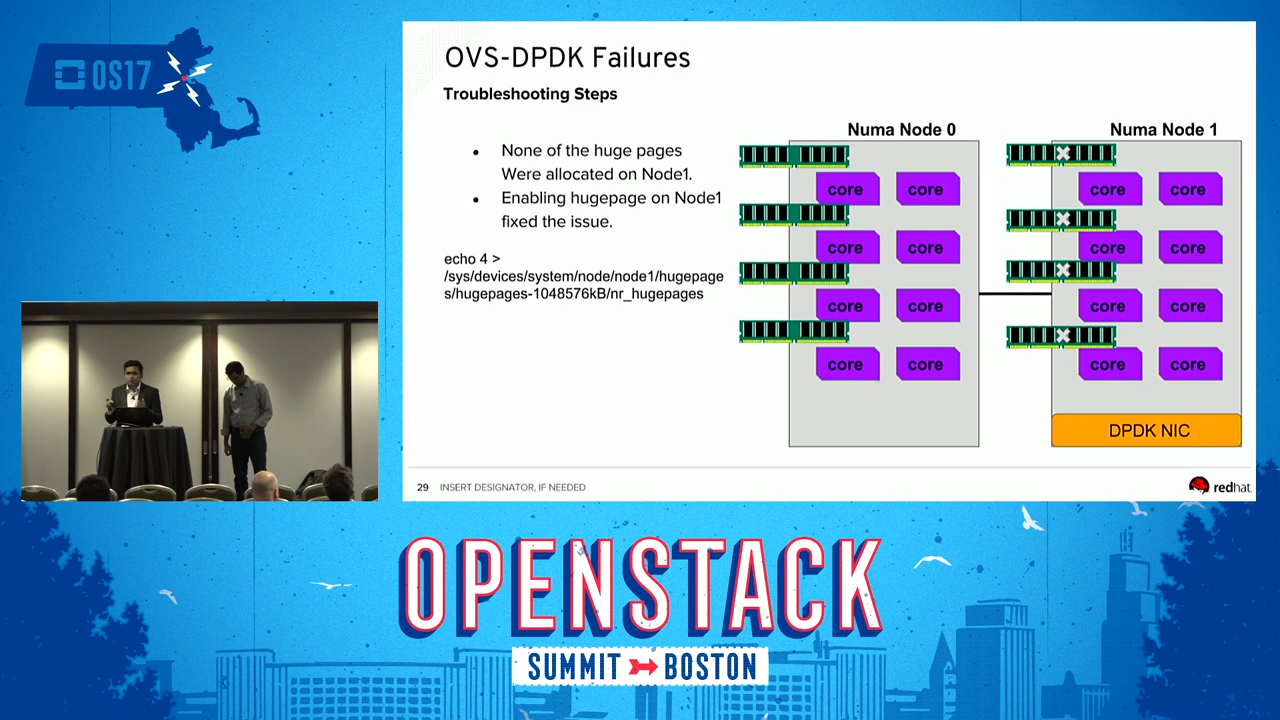 OS17
OVS-DPDK Failures
Troubleshooting Steps
• None of the huge pages
Were allocated on Node1.
• Enabling hugepage on Node1
fixed the issue.
echo 4 >
/sys/devices/system/node/node1/hugepage
s/hugepages-1048576kB/nr_hugepages
Numa Node 0
core core
core core
core core
core core
Numa Node 1
core core
core core
core core
core core
DPDK NIC
29 INSERT DESIGNATOR, IF NEEDED
redhat.
OPENSTACK
SUMMIT BOSTON